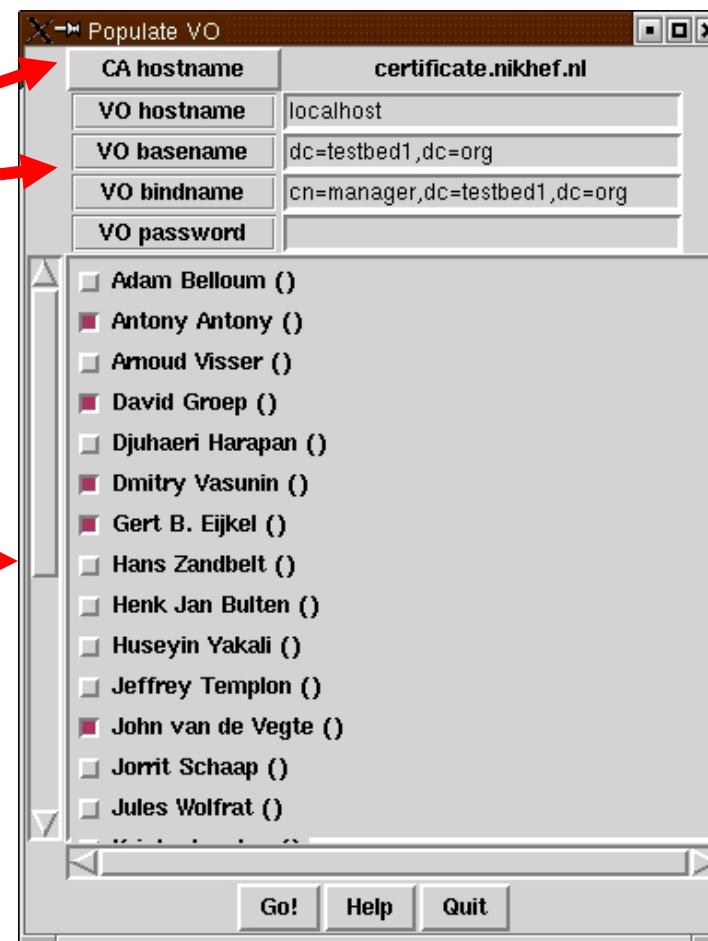 Populate VO
CA hostname certificate.nikhef.nl
VO hostname localhost
VO basename dc=testbed1,dc=org
VO bindname cn=manager,dc=testbed1,dc=org
VO password
Adam Belloum ()
Antony Antony ()
Arnoud Visser ()
David Groep ()
Djuhaeri Harapan ()
Dmitry Vasunin ()
Gert B. Eijkel ()
Hans Zandbelt ()
Henk Jan Bulten ()
Huseyin Yakali ()
Jeffrey Templon ()
John van de Vegte ()
Jorrit Schaap ()
Jules Wolfrat ()
Go! Help Quit